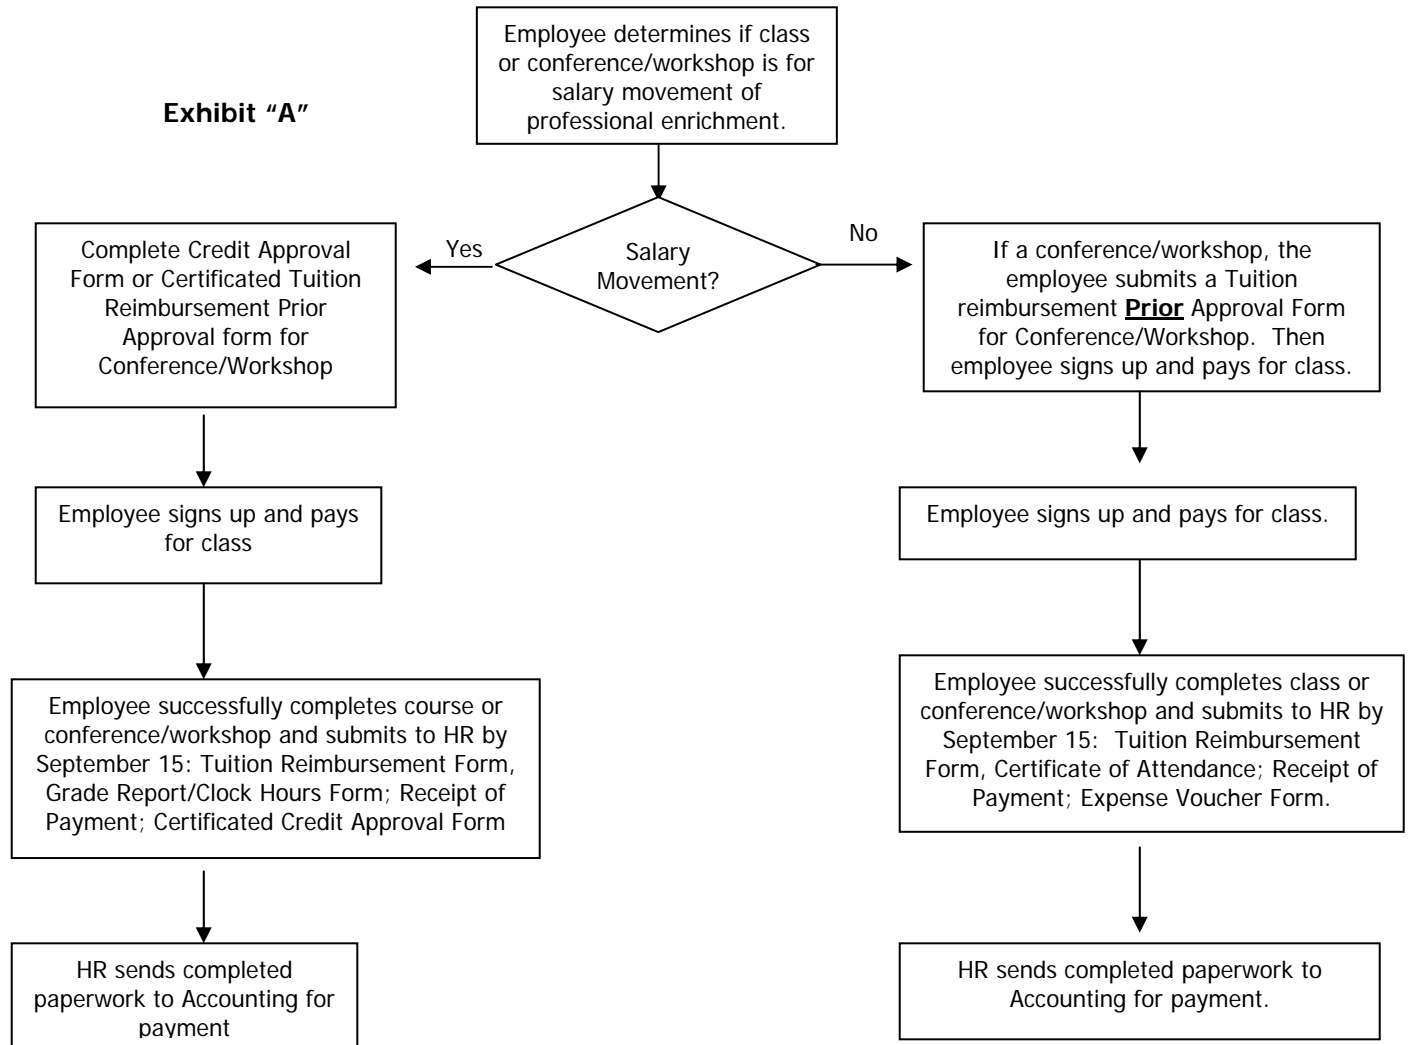 Employee determines if class
or conference/workshop is for
salary movement of
professional enrichment.
Exhibit “A”
Salary
Movement?
Yes
No
Complete Credit Approval
Form or Certificated Tuition
Reimbursement Prior
Approval form for
Conference/Workshop
If a conference/workshop, the
employee submits a Tuition
reimbursement Prior Approval Form
for Conference/Workshop.  Then
employee signs up and pays for class.
Employee signs up and pays
for class
Employee signs up and pays for class.
Employee successfully completes course or
conference/workshop and submits to HR by
September 15: Tuition Reimbursement Form,
Grade Report/Clock Hours Form; Receipt of
Payment; Certificated Credit Approval Form
Employee successfully completes class or
conference/workshop and submits to HR by
September 15:  Tuition Reimbursement
Form, Certificate of Attendance; Receipt of
Payment; Expense Voucher Form.
HR sends completed
paperwork to Accounting for
payment
HR sends completed paperwork to
Accounting for payment.